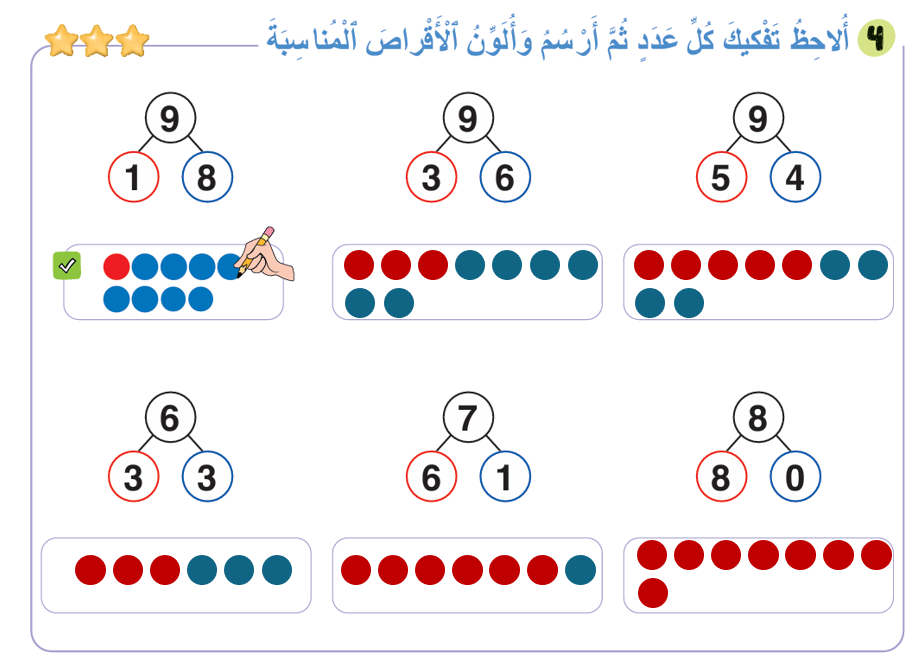 4 أُلاحِظُ تَفْكيكَ كُلِّ عَدَدٍ ثُمَّ أَرْسُمُ وَأُلَوِّنُ ٱلْأَقْراصَ ٱلْمُناسِبَةَ
9 9 9
1 8 3 6 5 4
6 7 8
3 3 6 1 8 0